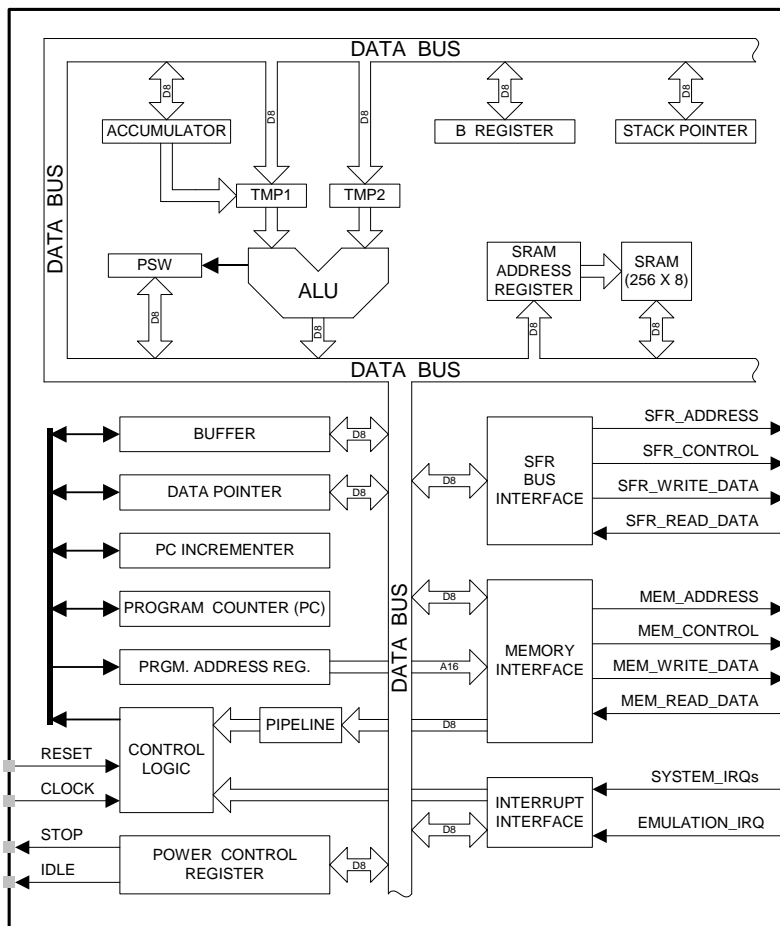 DATA BUS
D8
D8
D8
D8
D8
ACCUMULATOR
B REGISTER
STACK POINTER
DATA BUS
TMP1
TMP2
PSW
ALU
SRAM
ADDRESS
REGISTER
SRAM
(256 X 8)
D8
D8
D8
D8
DATA BUS
BUFFER
D8
DATA POINTER
D8
PC INCREMENTER
PROGRAM COUNTER (PC)
PRGM. ADDRESS REG.
A16
DATA BUS
D8
SFR
BUS
INTERFACE
SFR_ADDRESS
SFR_CONTROL
SFR_WRITE_DATA
SFR_READ_DATA
D8
MEMORY
INTERFACE
MEM_ADDRESS
MEM_CONTROL
MEM_WRITE_DATA
MEM_READ_DATA
PIPELINE
D8
CONTROL
LOGIC
RESET
CLOCK
INTERRUPT
INTERFACE
SYSTEM_IRQs
EMULATION_IRQ
D8
STOP
IDLE
POWER CONTROL
REGISTER
D8